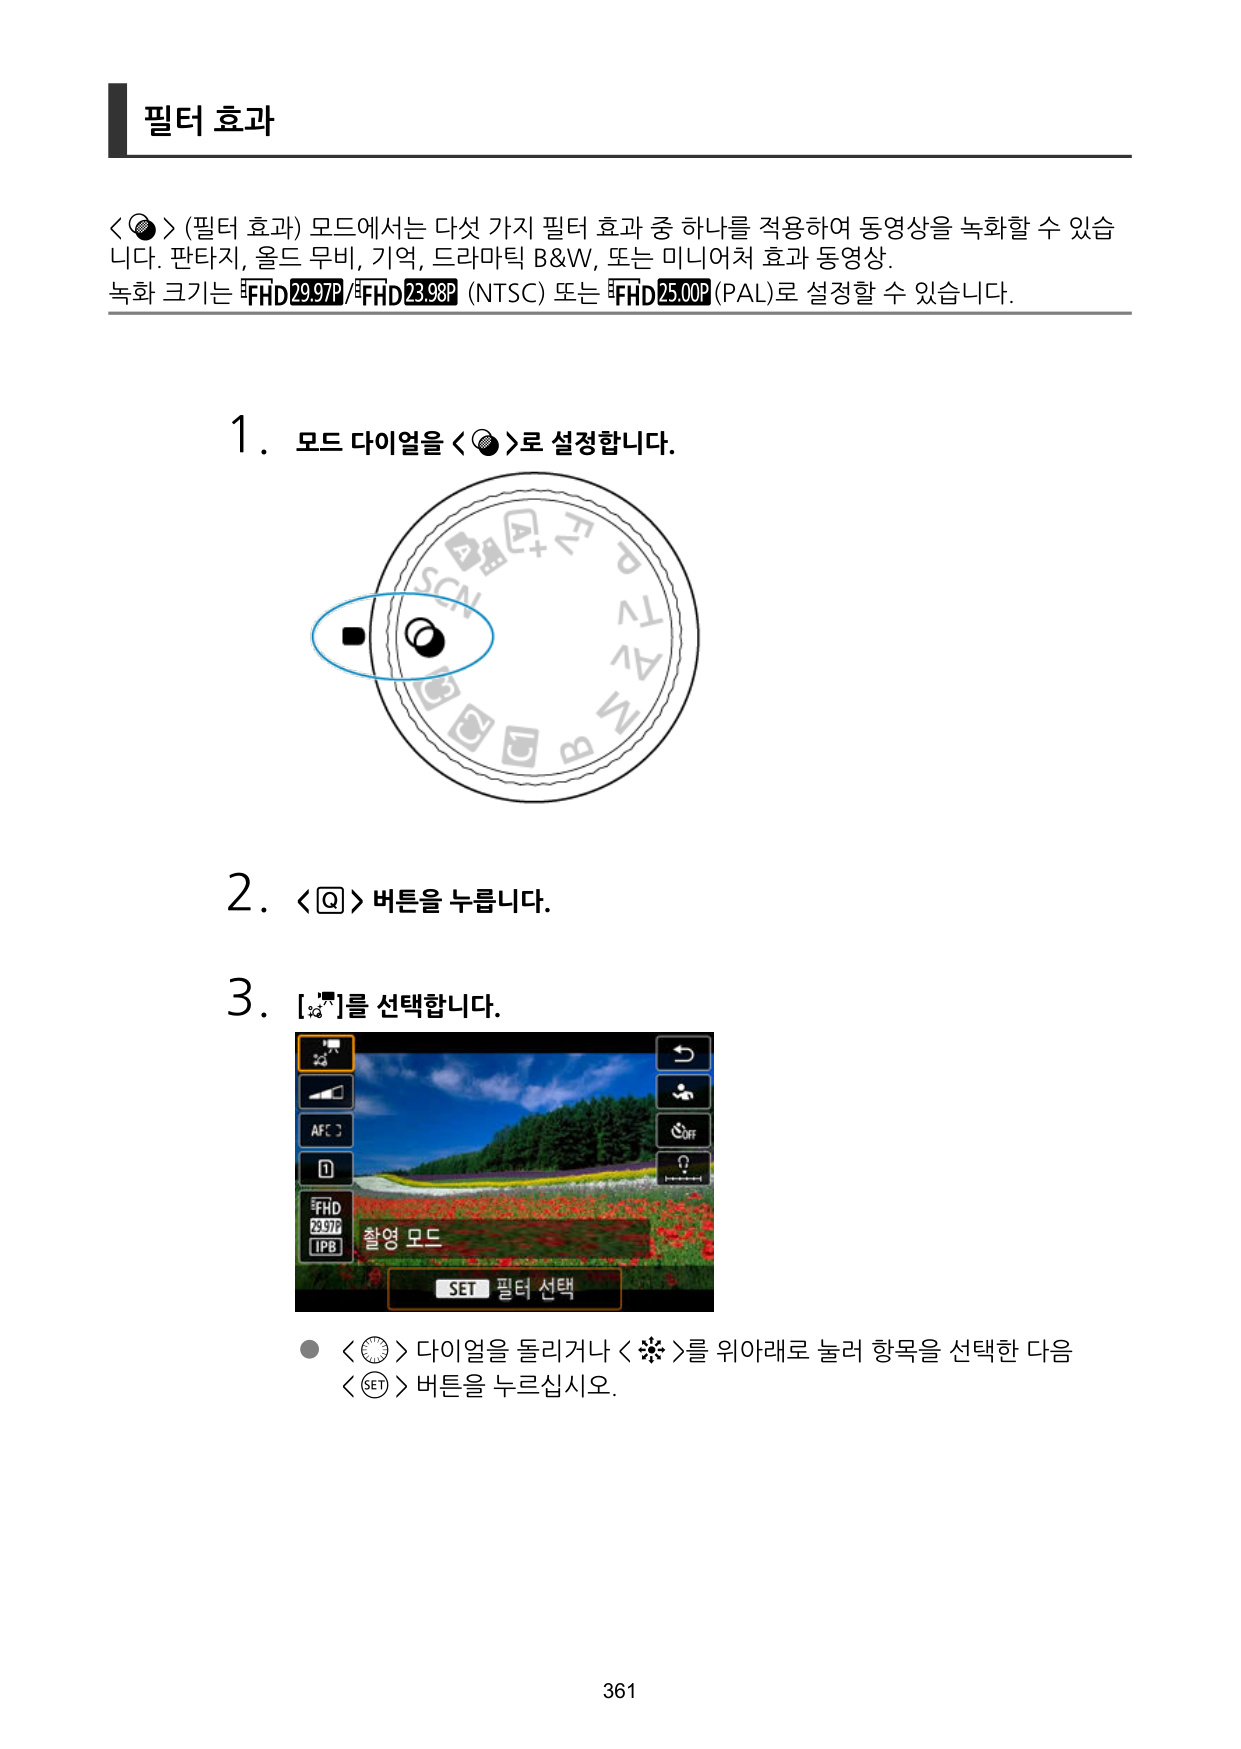 필터 효과
< > (필터 효과) 모드에서는 다섯 가지 필터 효과 중 하나를 적용하여 동영상을 녹화할 수 있습
니다. 판타지, 올드 무비, 기억, 드라마틱 B&W, 또는 미니어처 효과 동영상.
녹화 크기는 FHD 29.97P/FHD 23.98P (NTSC) 또는 FHD 25.00P (PAL)로 설정할 수 있습니다.
1. 모드 다이얼을 < >로 설정합니다.
A A+ Fv P
SCN Tv
Av
C3 M
C2 C1 B
2. <Q> 버튼을 누릅니다.
3. [ ]를 선택합니다.
AF
OFF
1
FHD
29.97P
IPB
촬영 모드
SET 필터 선택
● < > 다이얼을 돌리거나 < >를 위아래로 눌러 항목을 선택한 다음
<SET> 버튼을 누르십시오.
361